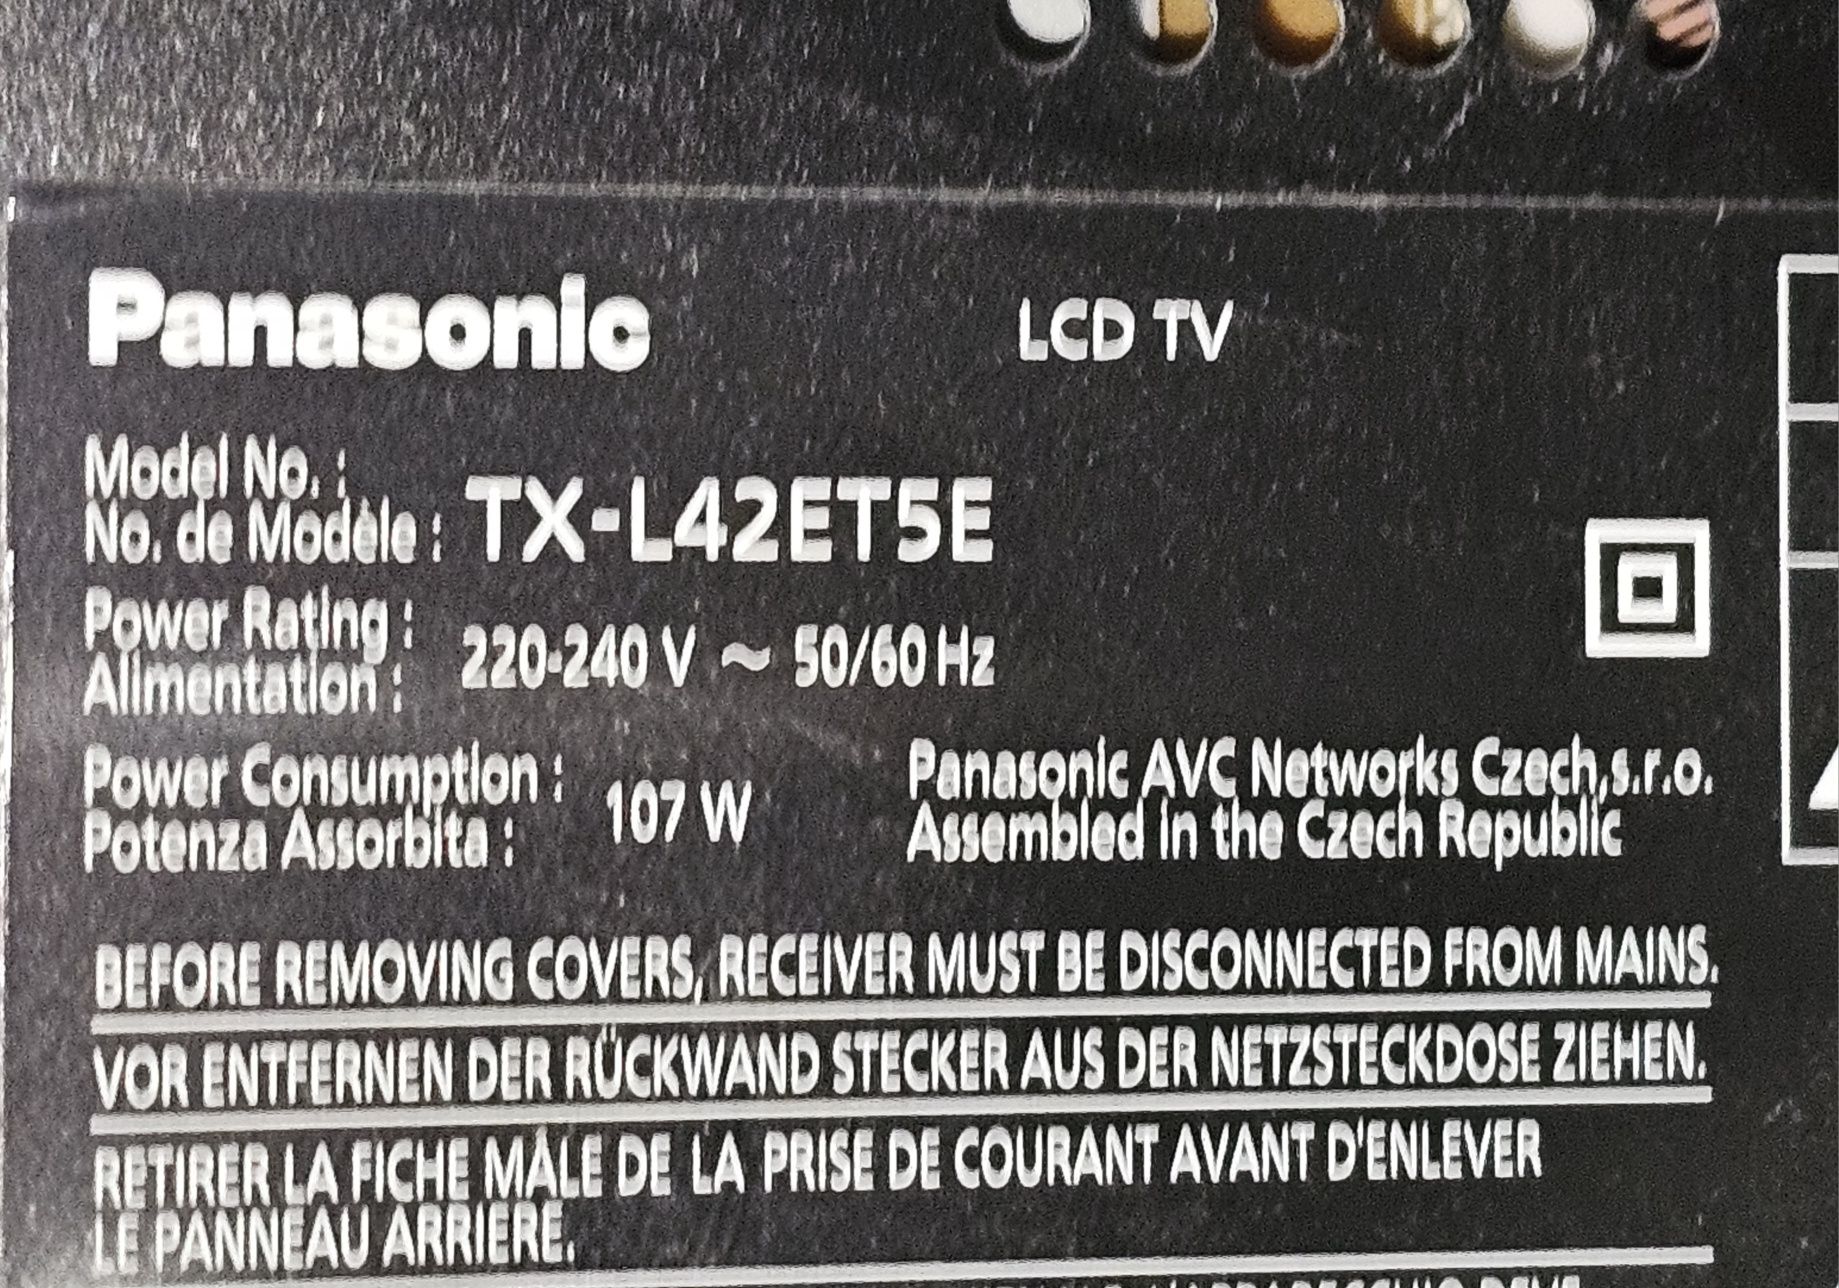 Panasonic
LCD TV
Model No. :
No. de Modèle : TX-L42ET5E
Power Rating :
Alimentation : 220-240 V ~ 50/60 Hz
Power Consumption :
Potenza Assorbita : 107 W
Panasonic AVC Networks Czech,s.r.o.
Assembled in the Czech Republic
BEFORE REMOVING COVERS, RECEIVER MUST BE DISCONNECTED FROM MAINS.
VOR ENTFERNEN DER RÜCKWAND STECKER AUS DER NETZSTECKDOSE ZIEHEN.
RETIRER LA FICHE MÂLE DE LA PRISE DE COURANT AVANT D'ENLEVER
LE PANNEAU ARRIERE.